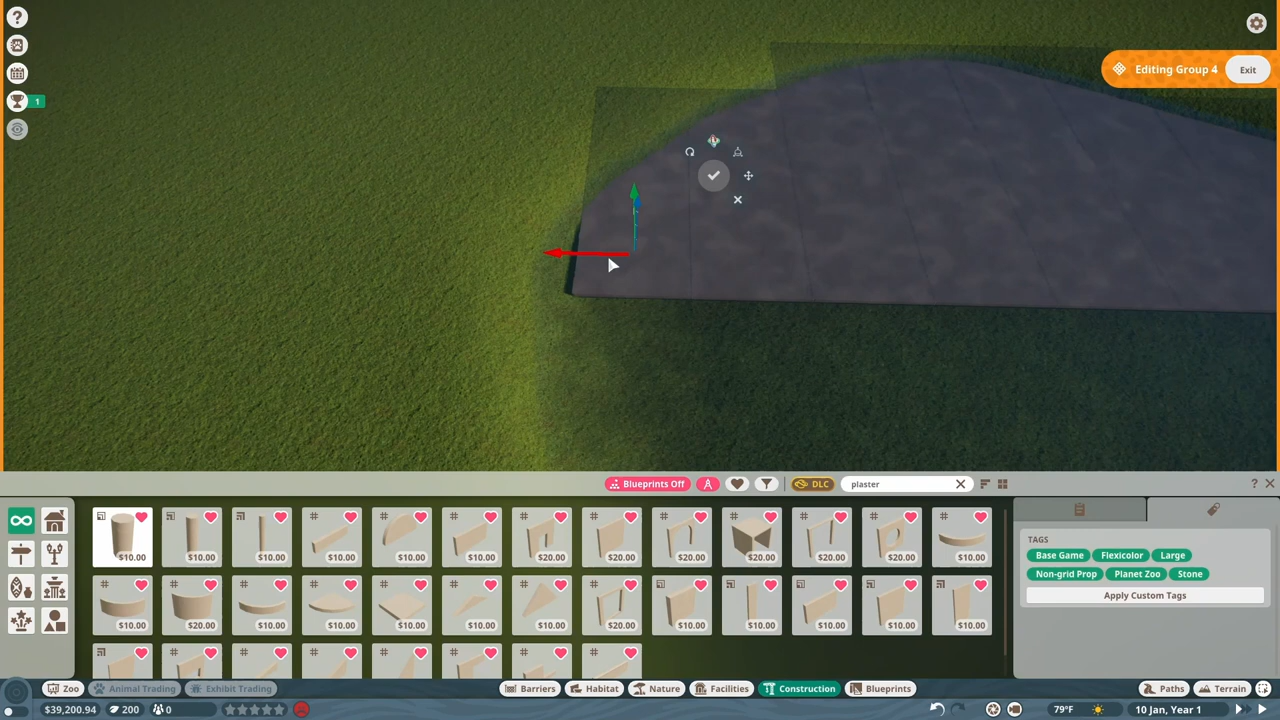 ?
1
Editing Group 4
Exit
Blueprints Off
DLC
plaster
?
$10.00 $10.00 $10.00 $10.00 $10.00 $10.00 $20.00 $20.00 $20.00 $20.00 $20.00 $20.00 $10.00
$10.00 $20.00 $10.00 $10.00 $10.00 $10.00 $10.00 $20.00 $10.00 $10.00 $10.00 $10.00 $10.00
TAGS
Base Game Flexicolor Large
Non-grid Prop Planet Zoo Stone
Apply Custom Tags
Zoo Animal Trading Exhibit Trading Barriers Habitat Nature Facilities Construction Blueprints Paths Terrain
$39,200.94 200 0 79°F 10 Jan, Year 1